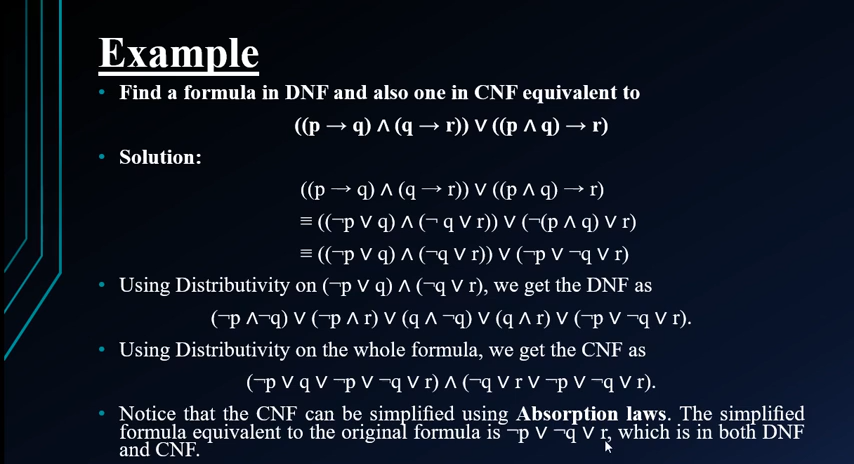 Example
• Find a formula in DNF and also one in CNF equivalent to
((p → q) ∧ (q → r)) ∨ ((p ∧ q) → r)
• Solution:
((p → q) ∧ (q → r)) ∨ ((p ∧ q) → r)
≡ ((¬p ∨ q) ∧ (¬ q ∨ r)) ∨ (¬(p ∧ q) ∨ r)
≡ ((¬p ∨ q) ∧ (¬q ∨ r)) ∨ (¬p ∨ ¬q ∨ r)
• Using Distributivity on (¬p ∨ q) ∧ (¬q ∨ r), we get the DNF as
(¬p ∧¬q) ∨ (¬p ∧ r) ∨ (q ∧ ¬q) ∨ (q ∧ r) ∨ (¬p ∨ ¬q ∨ r).
• Using Distributivity on the whole formula, we get the CNF as
(¬p ∨ q ∨ ¬p ∨ ¬q ∨ r) ∧ (¬q ∨ r ∨ ¬p ∨ ¬q ∨ r).
• Notice that the CNF can be simplified using Absorption laws. The simplified
formula equivalent to the original formula is ¬p ∨ ¬q ∨ r, which is in both DNF
and CNF.